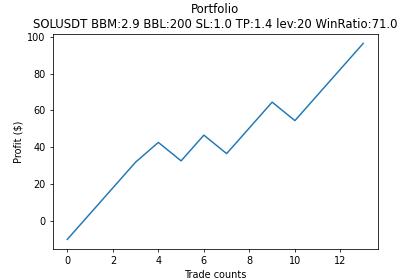 Portfolio
SOLUSDT BBM:2.9 BBL:200 SL:1.0 TP:1.4 lev:20 WinRatio:71.0
100
80
60
40
20
0
Profit ($)
0 2 4 6 8 10 12
Trade counts